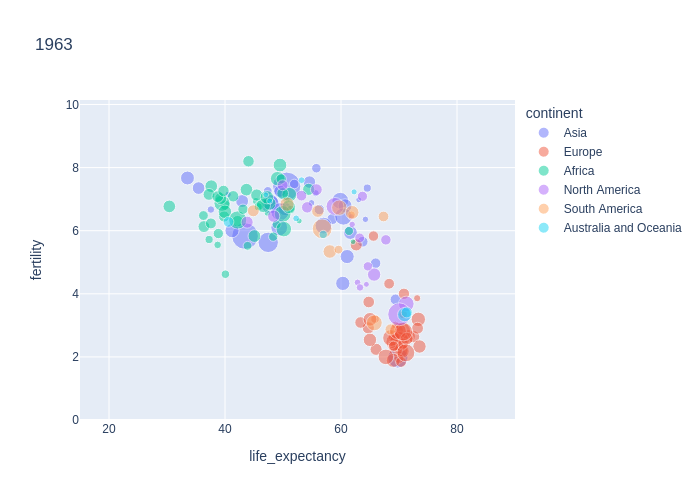 1963
continent
Asia
Europe
Africa
North America
South America
Australia and Oceania
10
8
6
4
2
0
fertility
20
40
60
80
life_expectancy